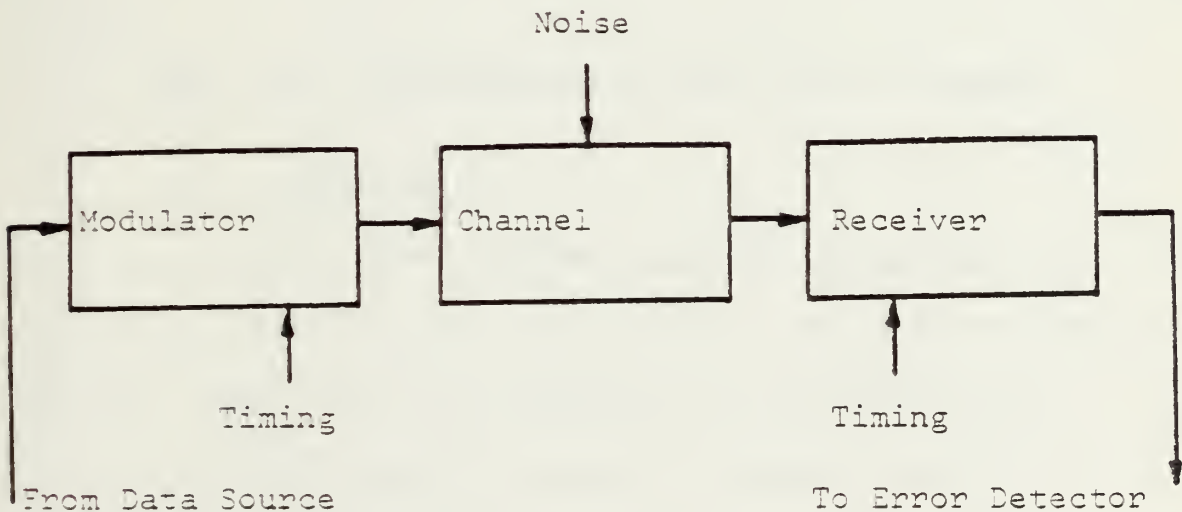 Noise
Modulator
Channel
Receiver
Timing
Timing
From Data Source
To Error Detector